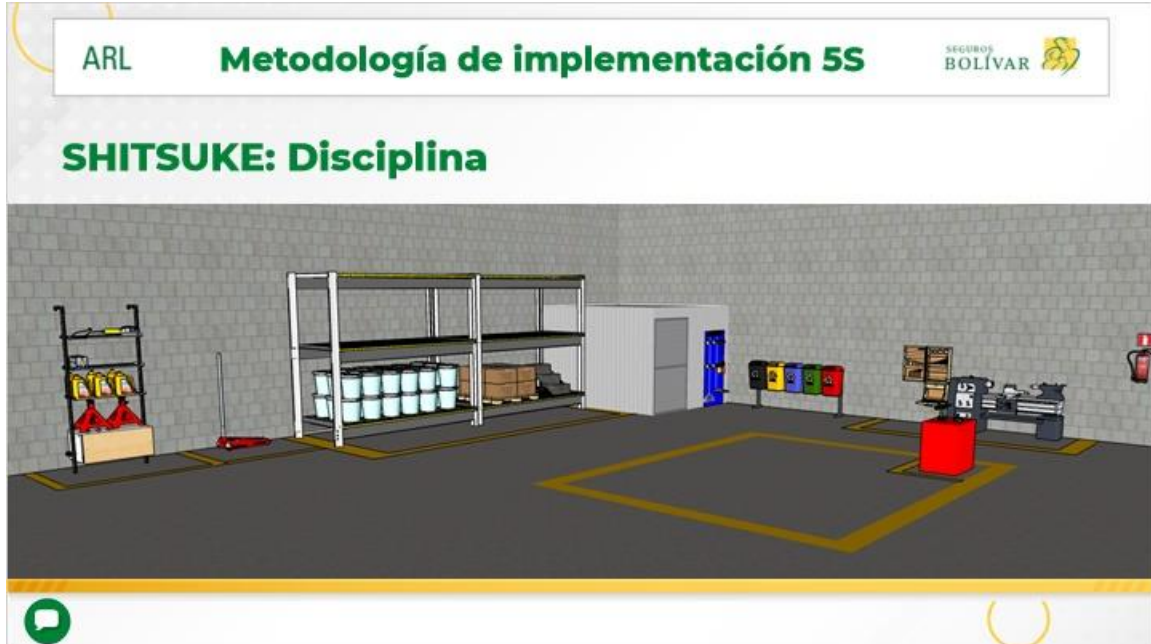 ARL
Metodología de implementación 5S
SEGUROS
BOLÍVAR
SHITSUKE: Disciplina